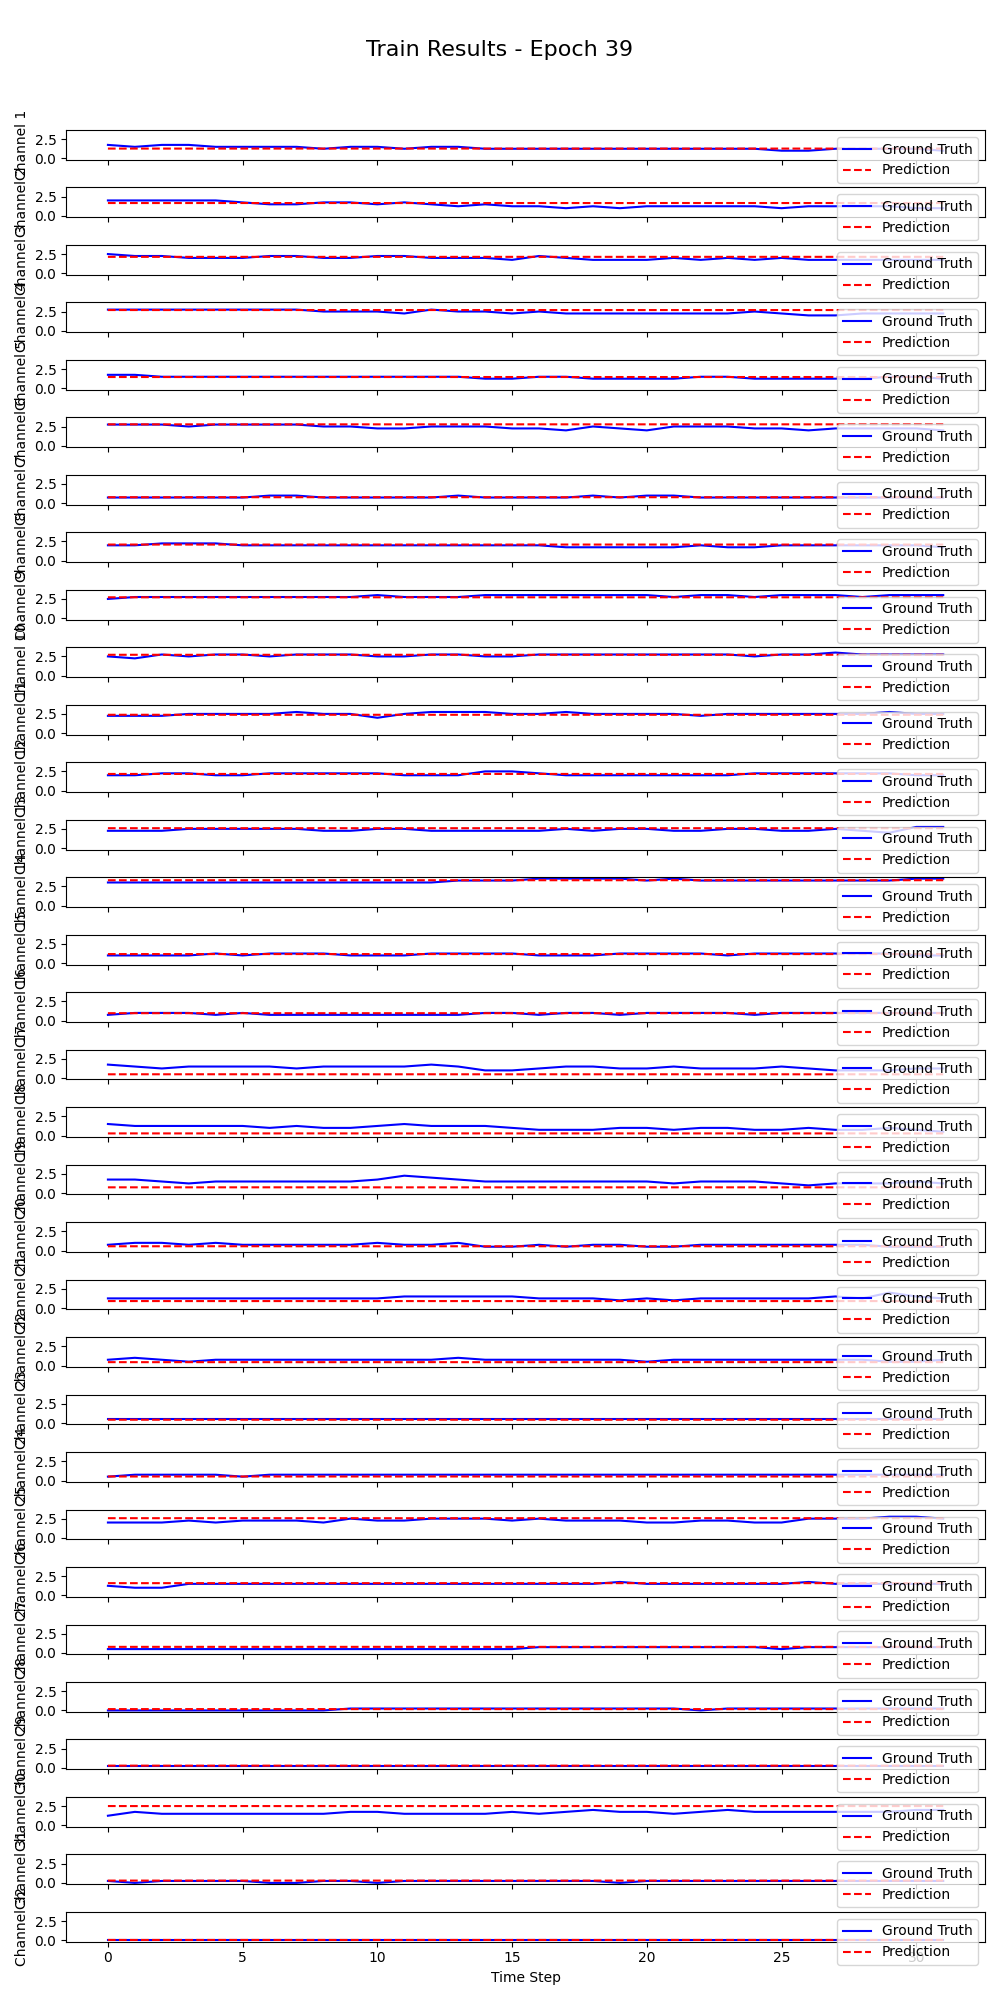 Train Results - Epoch 39
Channel 1
2.5
0.0
Ground Truth
Prediction
Channel 2
2.5
0.0
Ground Truth
Prediction
Channel 3
2.5
0.0
Ground Truth
Prediction
Channel 4
2.5
0.0
Ground Truth
Prediction
Channel 5
2.5
0.0
Ground Truth
Prediction
Channel 6
2.5
0.0
Ground Truth
Prediction
Channel 7
2.5
0.0
Ground Truth
Prediction
Channel 8
2.5
0.0
Ground Truth
Prediction
Channel 9
2.5
0.0
Ground Truth
Prediction
Channel 10
2.5
0.0
Ground Truth
Prediction
Channel 11
2.5
0.0
Ground Truth
Prediction
Channel 12
2.5
0.0
Ground Truth
Prediction
Channel 13
2.5
0.0
Ground Truth
Prediction
Channel 14
2.5
0.0
Ground Truth
Prediction
Channel 15
2.5
0.0
Ground Truth
Prediction
Channel 16
2.5
0.0
Ground Truth
Prediction
Channel 17
2.5
0.0
Ground Truth
Prediction
Channel 18
2.5
0.0
Ground Truth
Prediction
Channel 19
2.5
0.0
Ground Truth
Prediction
Channel 20
2.5
0.0
Ground Truth
Prediction
Channel 21
2.5
0.0
Ground Truth
Prediction
Channel 22
2.5
0.0
Ground Truth
Prediction
Channel 23
2.5
0.0
Ground Truth
Prediction
Channel 24
2.5
0.0
Ground Truth
Prediction
Channel 25
2.5
0.0
Ground Truth
Prediction
Channel 26
2.5
0.0
Ground Truth
Prediction
Channel 27
2.5
0.0
Ground Truth
Prediction
Channel 28
2.5
0.0
Ground Truth
Prediction
Channel 29
2.5
0.0
Ground Truth
Prediction
Channel 30
2.5
0.0
Ground Truth
Prediction
Channel 31
2.5
0.0
Ground Truth
Prediction
Channel 32
2.5
0.0
Ground Truth
Prediction
0 5 10 15 20 25 30
Time Step